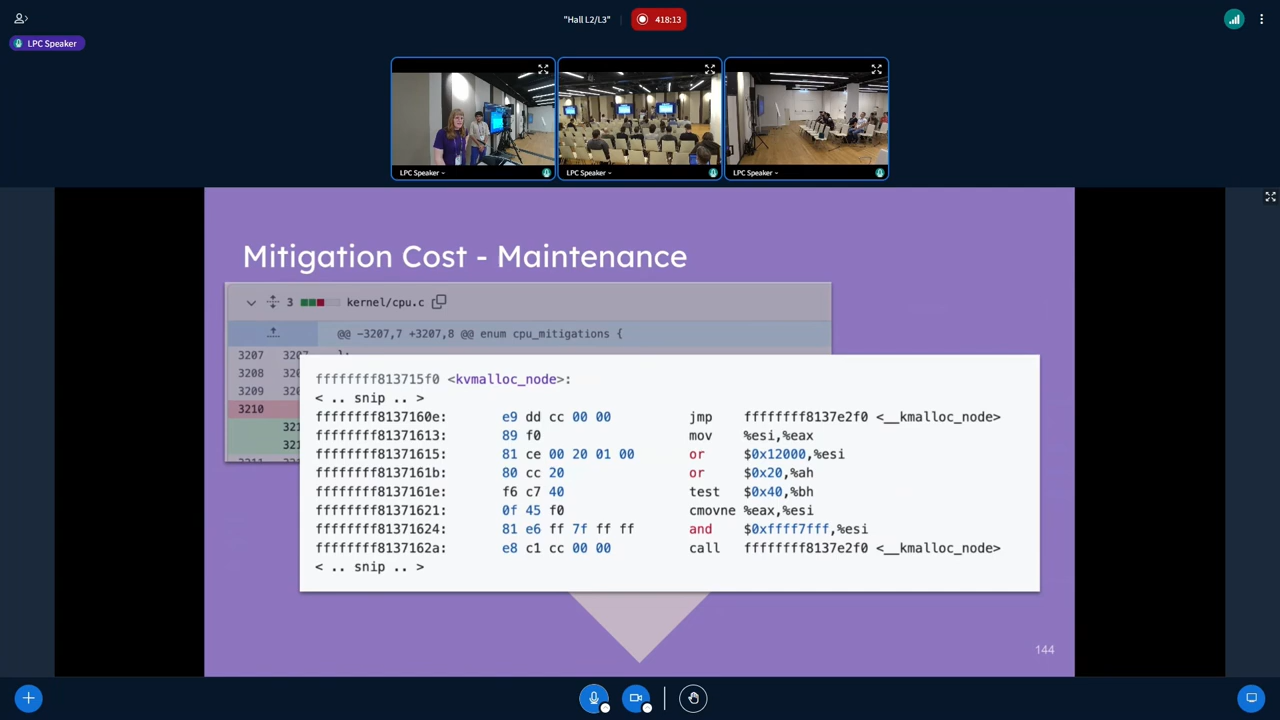 "Hall L2/L3"
418:13
LPC Speaker
LPC Speaker
LPC Speaker
LPC Speaker
Mitigation Cost - Maintenance
3 kernel/cpu.c
@@ -3207,7 +3207,8 @@ enum cpu_mitigations {
3207 };
3208
3209
3210
ffffffff813715f0 <kvmalloc_node>:
< .. snip .. >
ffffffff8137160e: e9 dd cc 00 00 jmp ffffffff8137e2f0 <__kmalloc_node>
ffffffff81371613: 89 f0 mov %esi,%eax
ffffffff81371615: 81 ce 00 20 01 00 or $0x12000,%esi
ffffffff8137161b: 80 cc 20 or $0x20,%ah
ffffffff8137161e: f6 c7 40 test $0x40,%bh
ffffffff81371621: 0f 45 f0 cmovne %eax,%esi
ffffffff81371624: 81 e6 ff 7f ff ff and $0xffff7fff,%esi
ffffffff8137162a: e8 c1 cc 00 00 call ffffffff8137e2f0 <__kmalloc_node>
< .. snip .. >
144